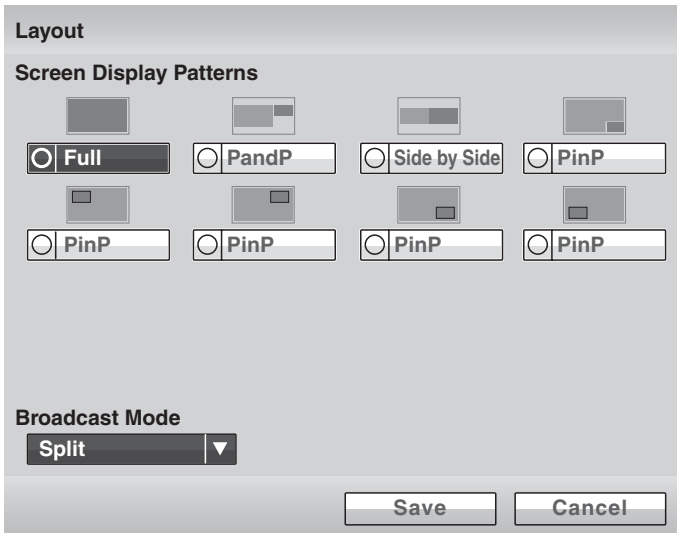 Layout
Screen Display Patterns
Full PandP Side by Side PinP
PinP PinP PinP PinP
Broadcast Mode
Split
Save Cancel